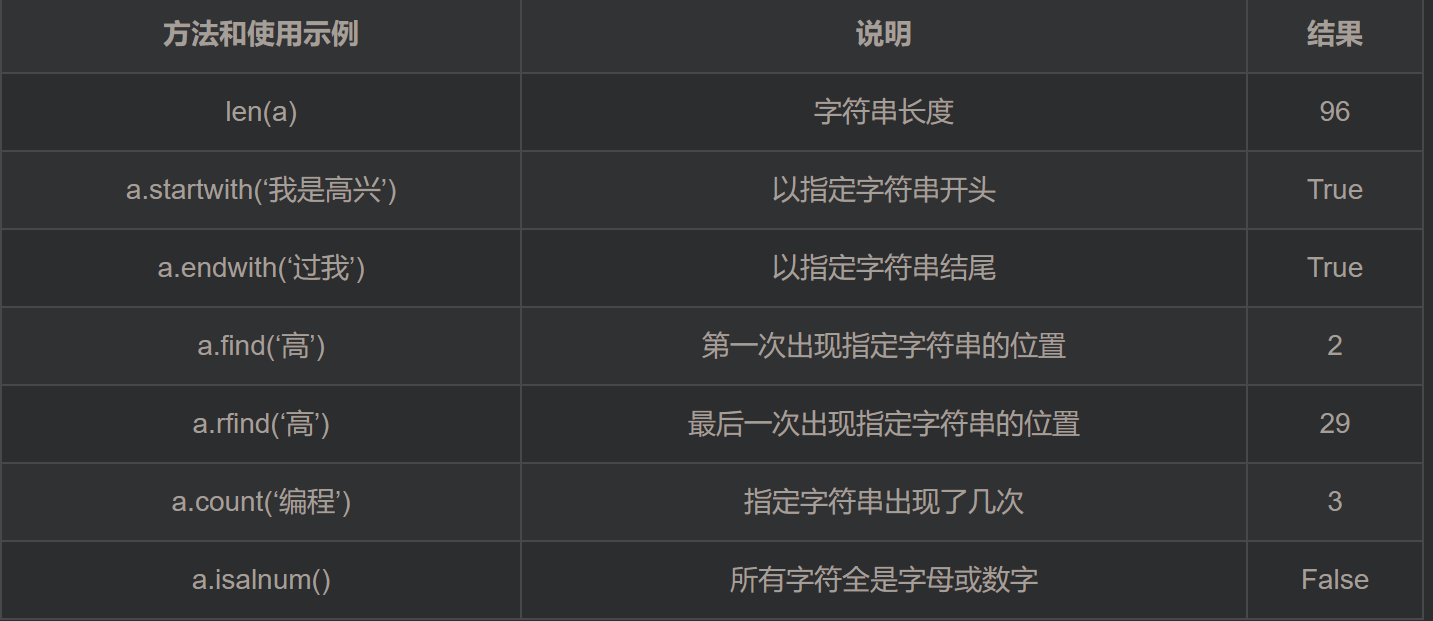 方法和使用示例 说明 结果
len(a) 字符串长度 96
a.startwith(‘我是高兴’) 以指定字符串开头 True
a.endwith(‘过我’) 以指定字符串结尾 True
a.find(‘高’) 第一次出现指定字符串的位置 2
a.rfind(‘高’) 最后一次出现指定字符串的位置 29
a.count(‘编程’) 指定字符串出现了几次 3
a.isalnum() 所有字符全是字母或数字 False